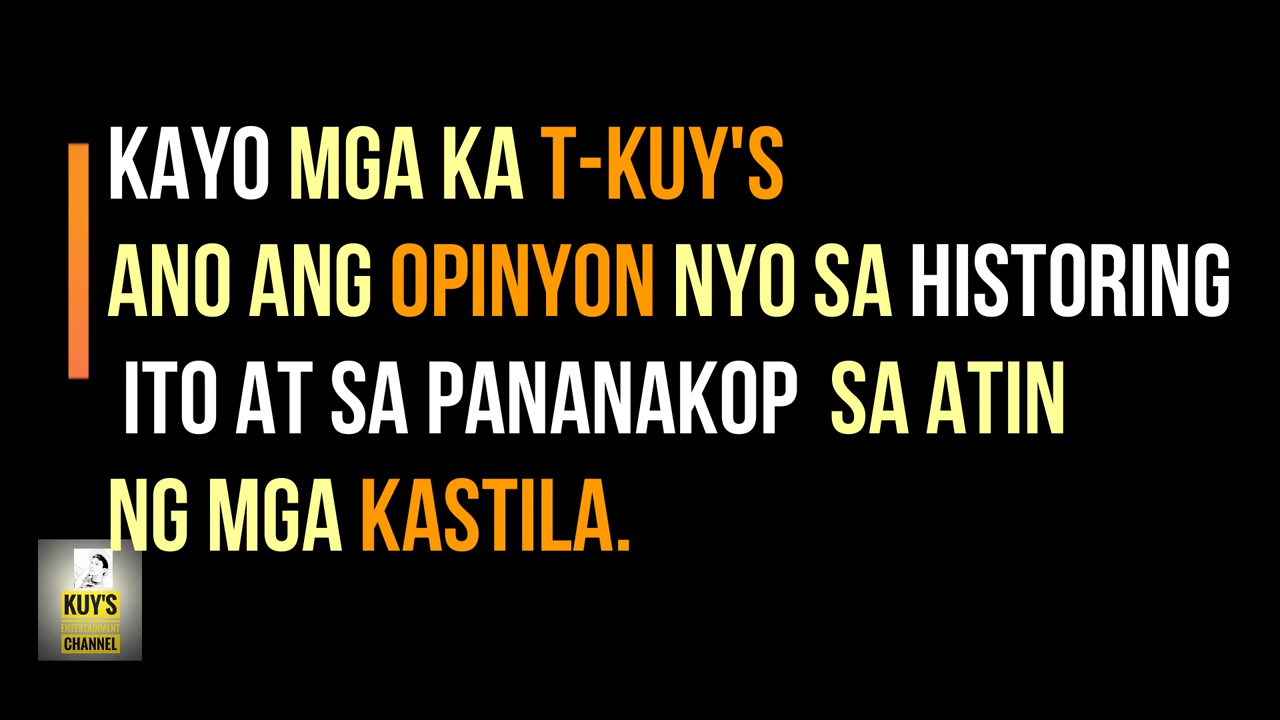 KAYO MGA KA T-KUY'S
ANO ANG OPINYON NYO SA HISTORING
ITO AT SA PANANAKOP SA ATIN
NG MGA KASTILA.
KUY'S
ENTERTAINMENT
CHANNEL